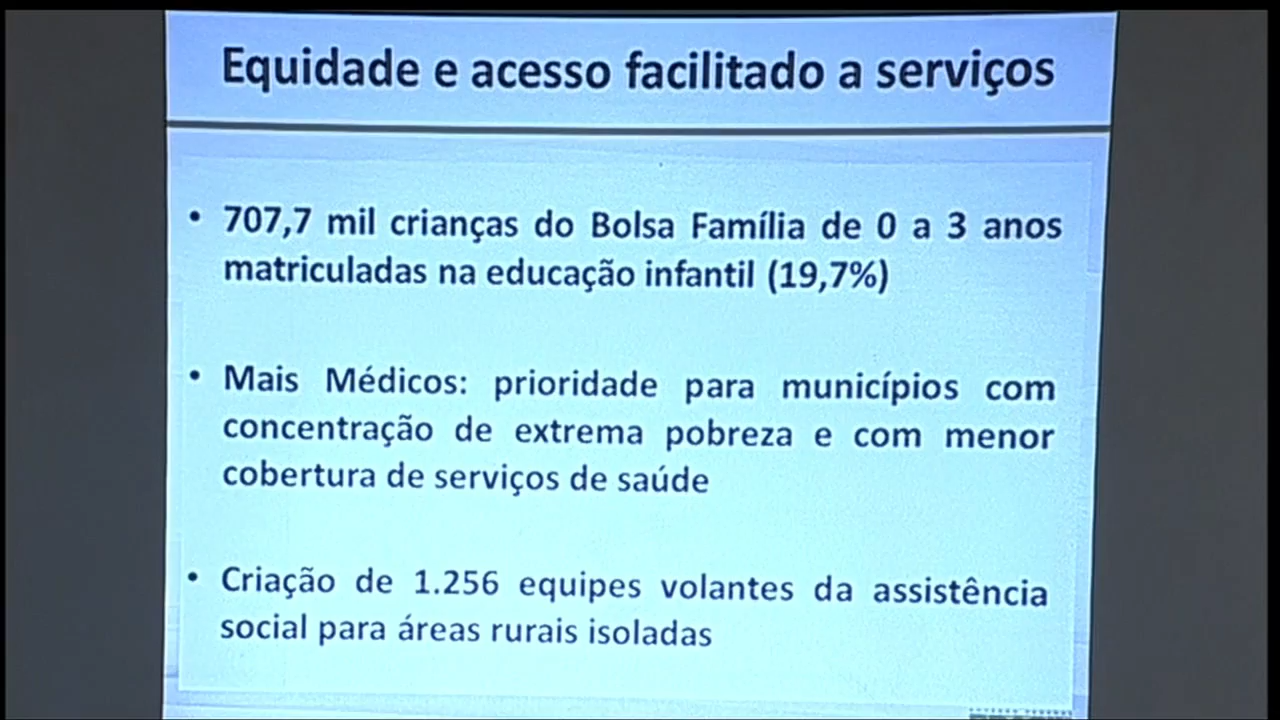 Equidade e acesso facilitado a serviços
• 707,7 mil crianças do Bolsa Família de 0 a 3 anos
matriculadas na educação infantil (19,7%)
• Mais Médicos: prioridade para municípios com
concentração de extrema pobreza e com menor
cobertura de serviços de saúde
• Criação de 1.256 equipes volantes da assistência
social para áreas rurais isoladas